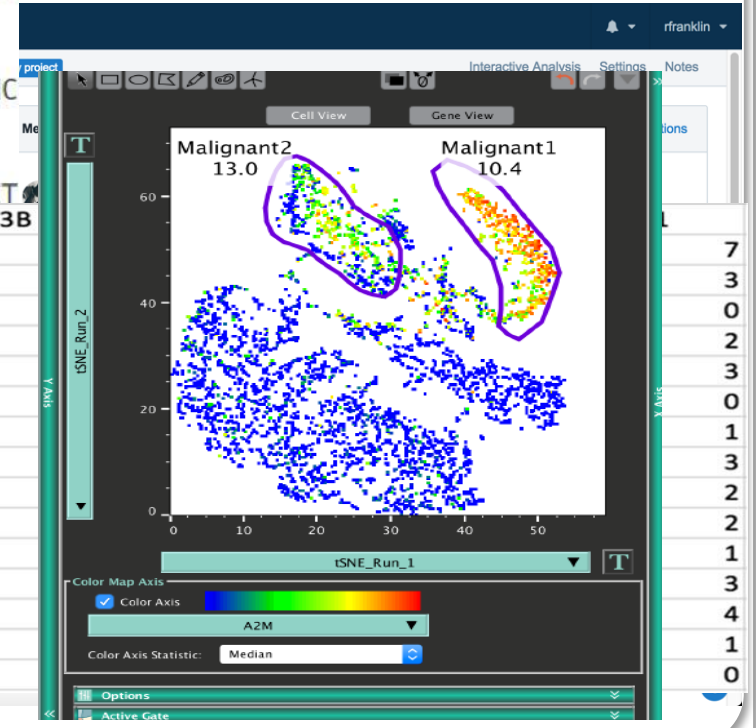 rfranklin
project
Interactive Analysis Settings Notes
Me
Cell View Gene View
T
Malignant2
13.0
Malignant1
10.4
3B
60
40
20
0
tSNE_Run_2
Y Axis
X Axis
0 10 20 30 40 50
tSNE_Run_1
T
Color Map Axis
Color Axis
A2M
Color Axis Statistic: Median
Options
Active Gate
7
3
0
2
3
0
1
3
2
2
1
3
4
1
0